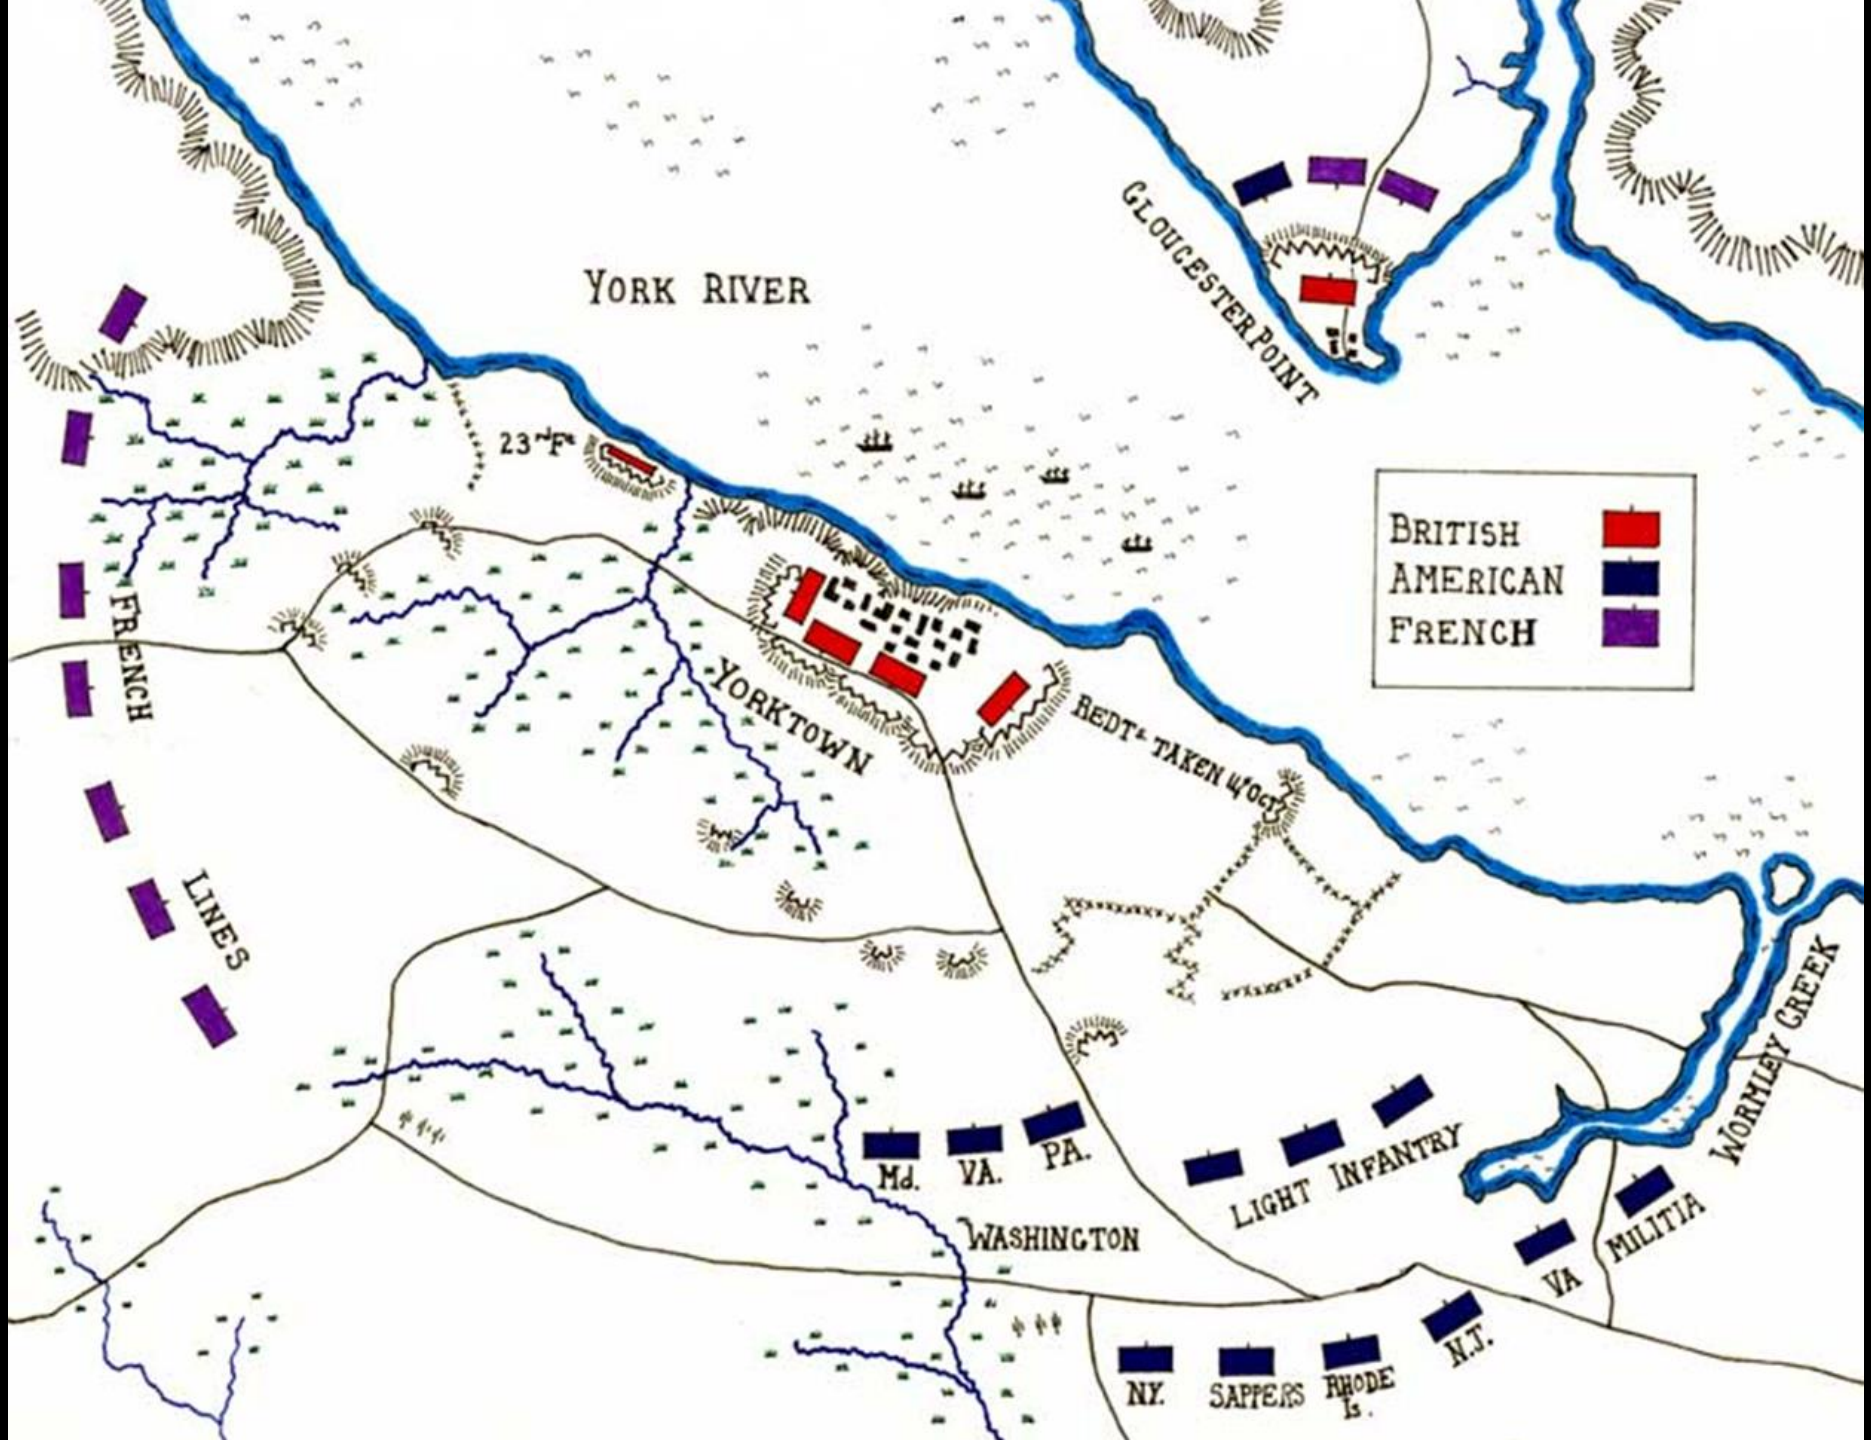 YORK RIVER
GLOUCESTER POINT
23rd Ft
BRITISH
AMERICAN
FRENCH
FRENCH
LINES
YORKTOWN
REDTS TAKEN 14 OCT
WORMLEY CREEK
Md.
VA.
PA.
LIGHT INFANTRY
WASHINGTON
VA
MILITIA
NY.
SAPPERS
RHODE
Is.
N.J.